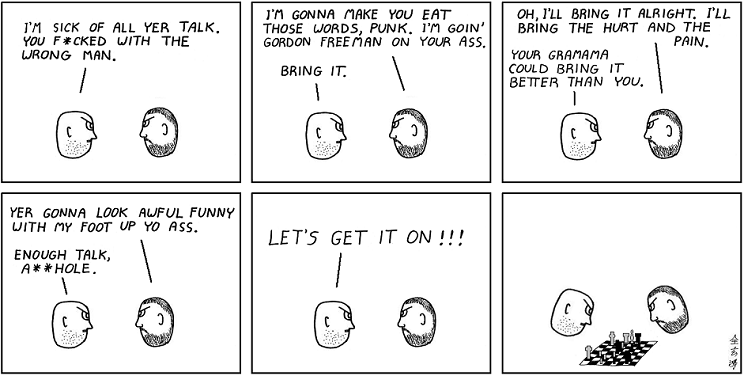 I'M SICK OF ALL YER TALK.
YOU F*CKED WITH THE
WRONG MAN.
I'M GONNA MAKE YOU EAT
THOSE WORDS, PUNK. I'M GOIN'
GORDON FREEMAN ON YOUR ASS.
BRING IT.
OH, I'LL BRING IT ALRIGHT. I'LL
BRING THE HURT AND THE
PAIN.
YOUR GRAMAMA
COULD BRING IT
BETTER THAN YOU.
YER GONNA LOOK AWFUL FUNNY
WITH MY FOOT UP YO ASS.
ENOUGH TALK,
A**HOLE.
LET'S GET IT ON!!!